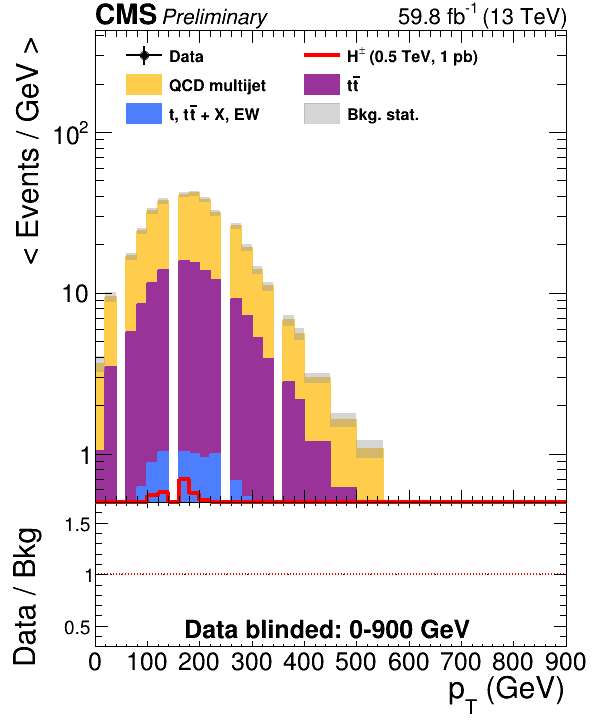 CMS Preliminary 59.8 fb⁻¹ (13 TeV)
< Events / GeV >
Data
H± (0.5 TeV, 1 pb)
QCD multijet
tt̅
t, tt̅ + X, EW
Bkg. stat.
10²
10
1
Data / Bkg
1.5
1
0.5
Data blinded: 0-900 GeV
0 100 200 300 400 500 600 700 800 900
p_T (GeV)